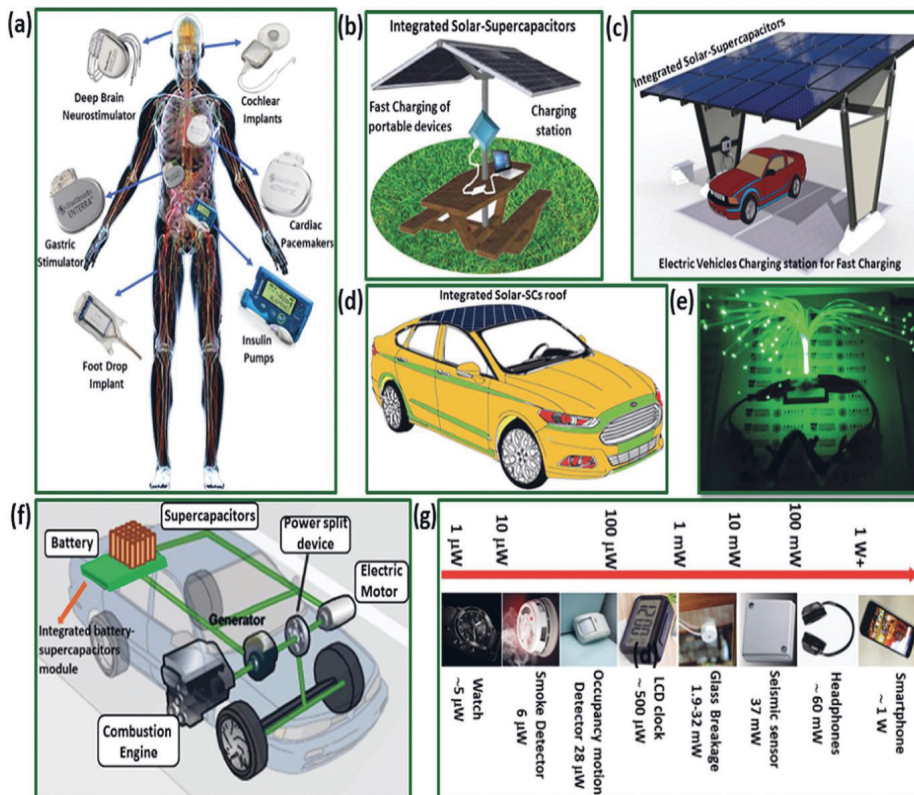 (a)
Deep Brain
Neurostimulator
Cochlear
Implants
ENTERRA
ACTIVA SC
Gastric
Stimulator
Cardiac
Pacemakers
Foot Drop
Implant
Insulin
Pumps
(b)
Integrated Solar-Supercapacitors
Fast Charging of
portable devices
Charging
station
(c)
Integrated Solar-Supercapacitors
Electric Vehicles Charging station for Fast Charging
(d)
Integrated Solar-SCs roof
(e)
(f)
Supercapacitors
Battery
Power split
device
Electric
Motor
Generator
Integrated battery-
supercapacitors
module
Combustion
Engine
(g)
1 µW
10 µW
100 µW
1 mW
10 mW
100 mW
1 W+
Watch
~5 µW
Smoke Detector
6 µW
Occupancy motion
Detector 28 µW
LCD clock
~ 500 µW
Glass Breakage
1.9-32 mW
Seismic sensor
37 mW
Headphones
~ 60 mW
Smartphone
~ 1 W